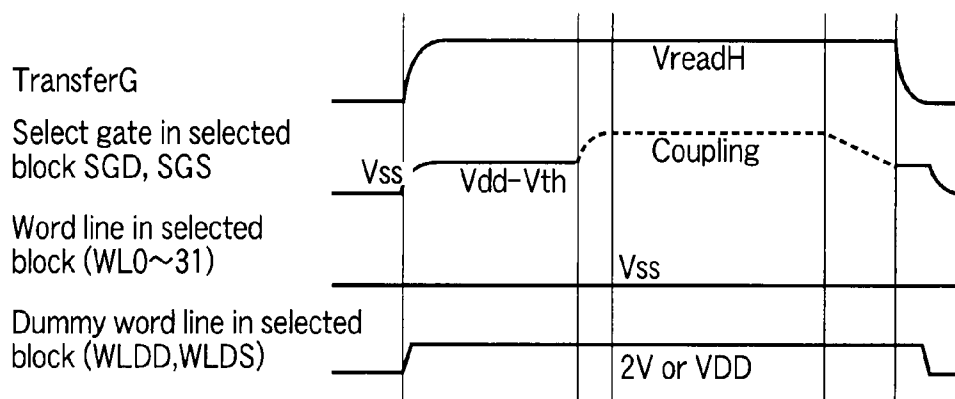 TransferG
VreadH
Select gate in selected
block SGD, SGS
Vss
Vdd-Vth
Coupling
Word line in selected
block (WL0~31)
Vss
Dummy word line in selected
block (WLDD,WLDS)
2V or VDD